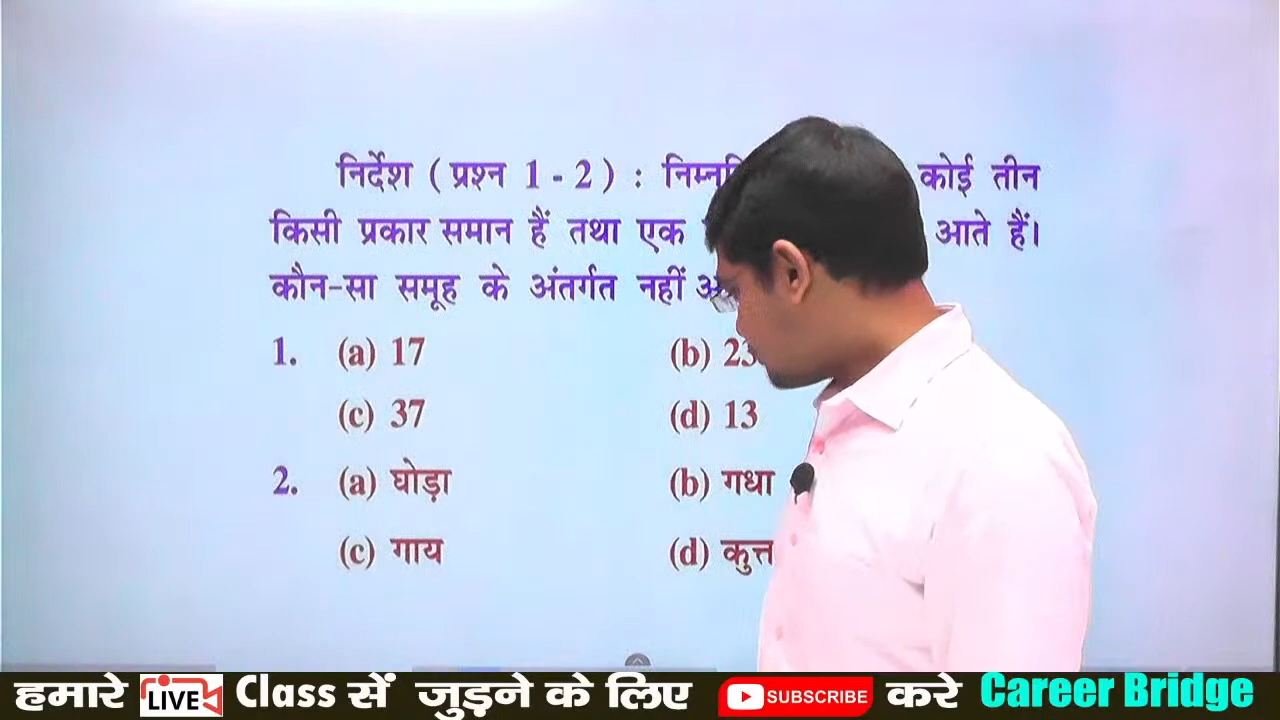 निर्देश ( प्रश्न 1 - 2 ) : कोई तीन
किसी प्रकार समान हैं तथा एक आते हैं।
कौन-सा समूह के अंतर्गत नहीं
1. (a) 17 (b) 23
(c) 37 (d) 13
2. (a) घोड़ा (b) गधा
(c) गाय (d)
हमारे LIVE Class सें जुड़ने के लिए SUBSCRIBE करे Career Bridge